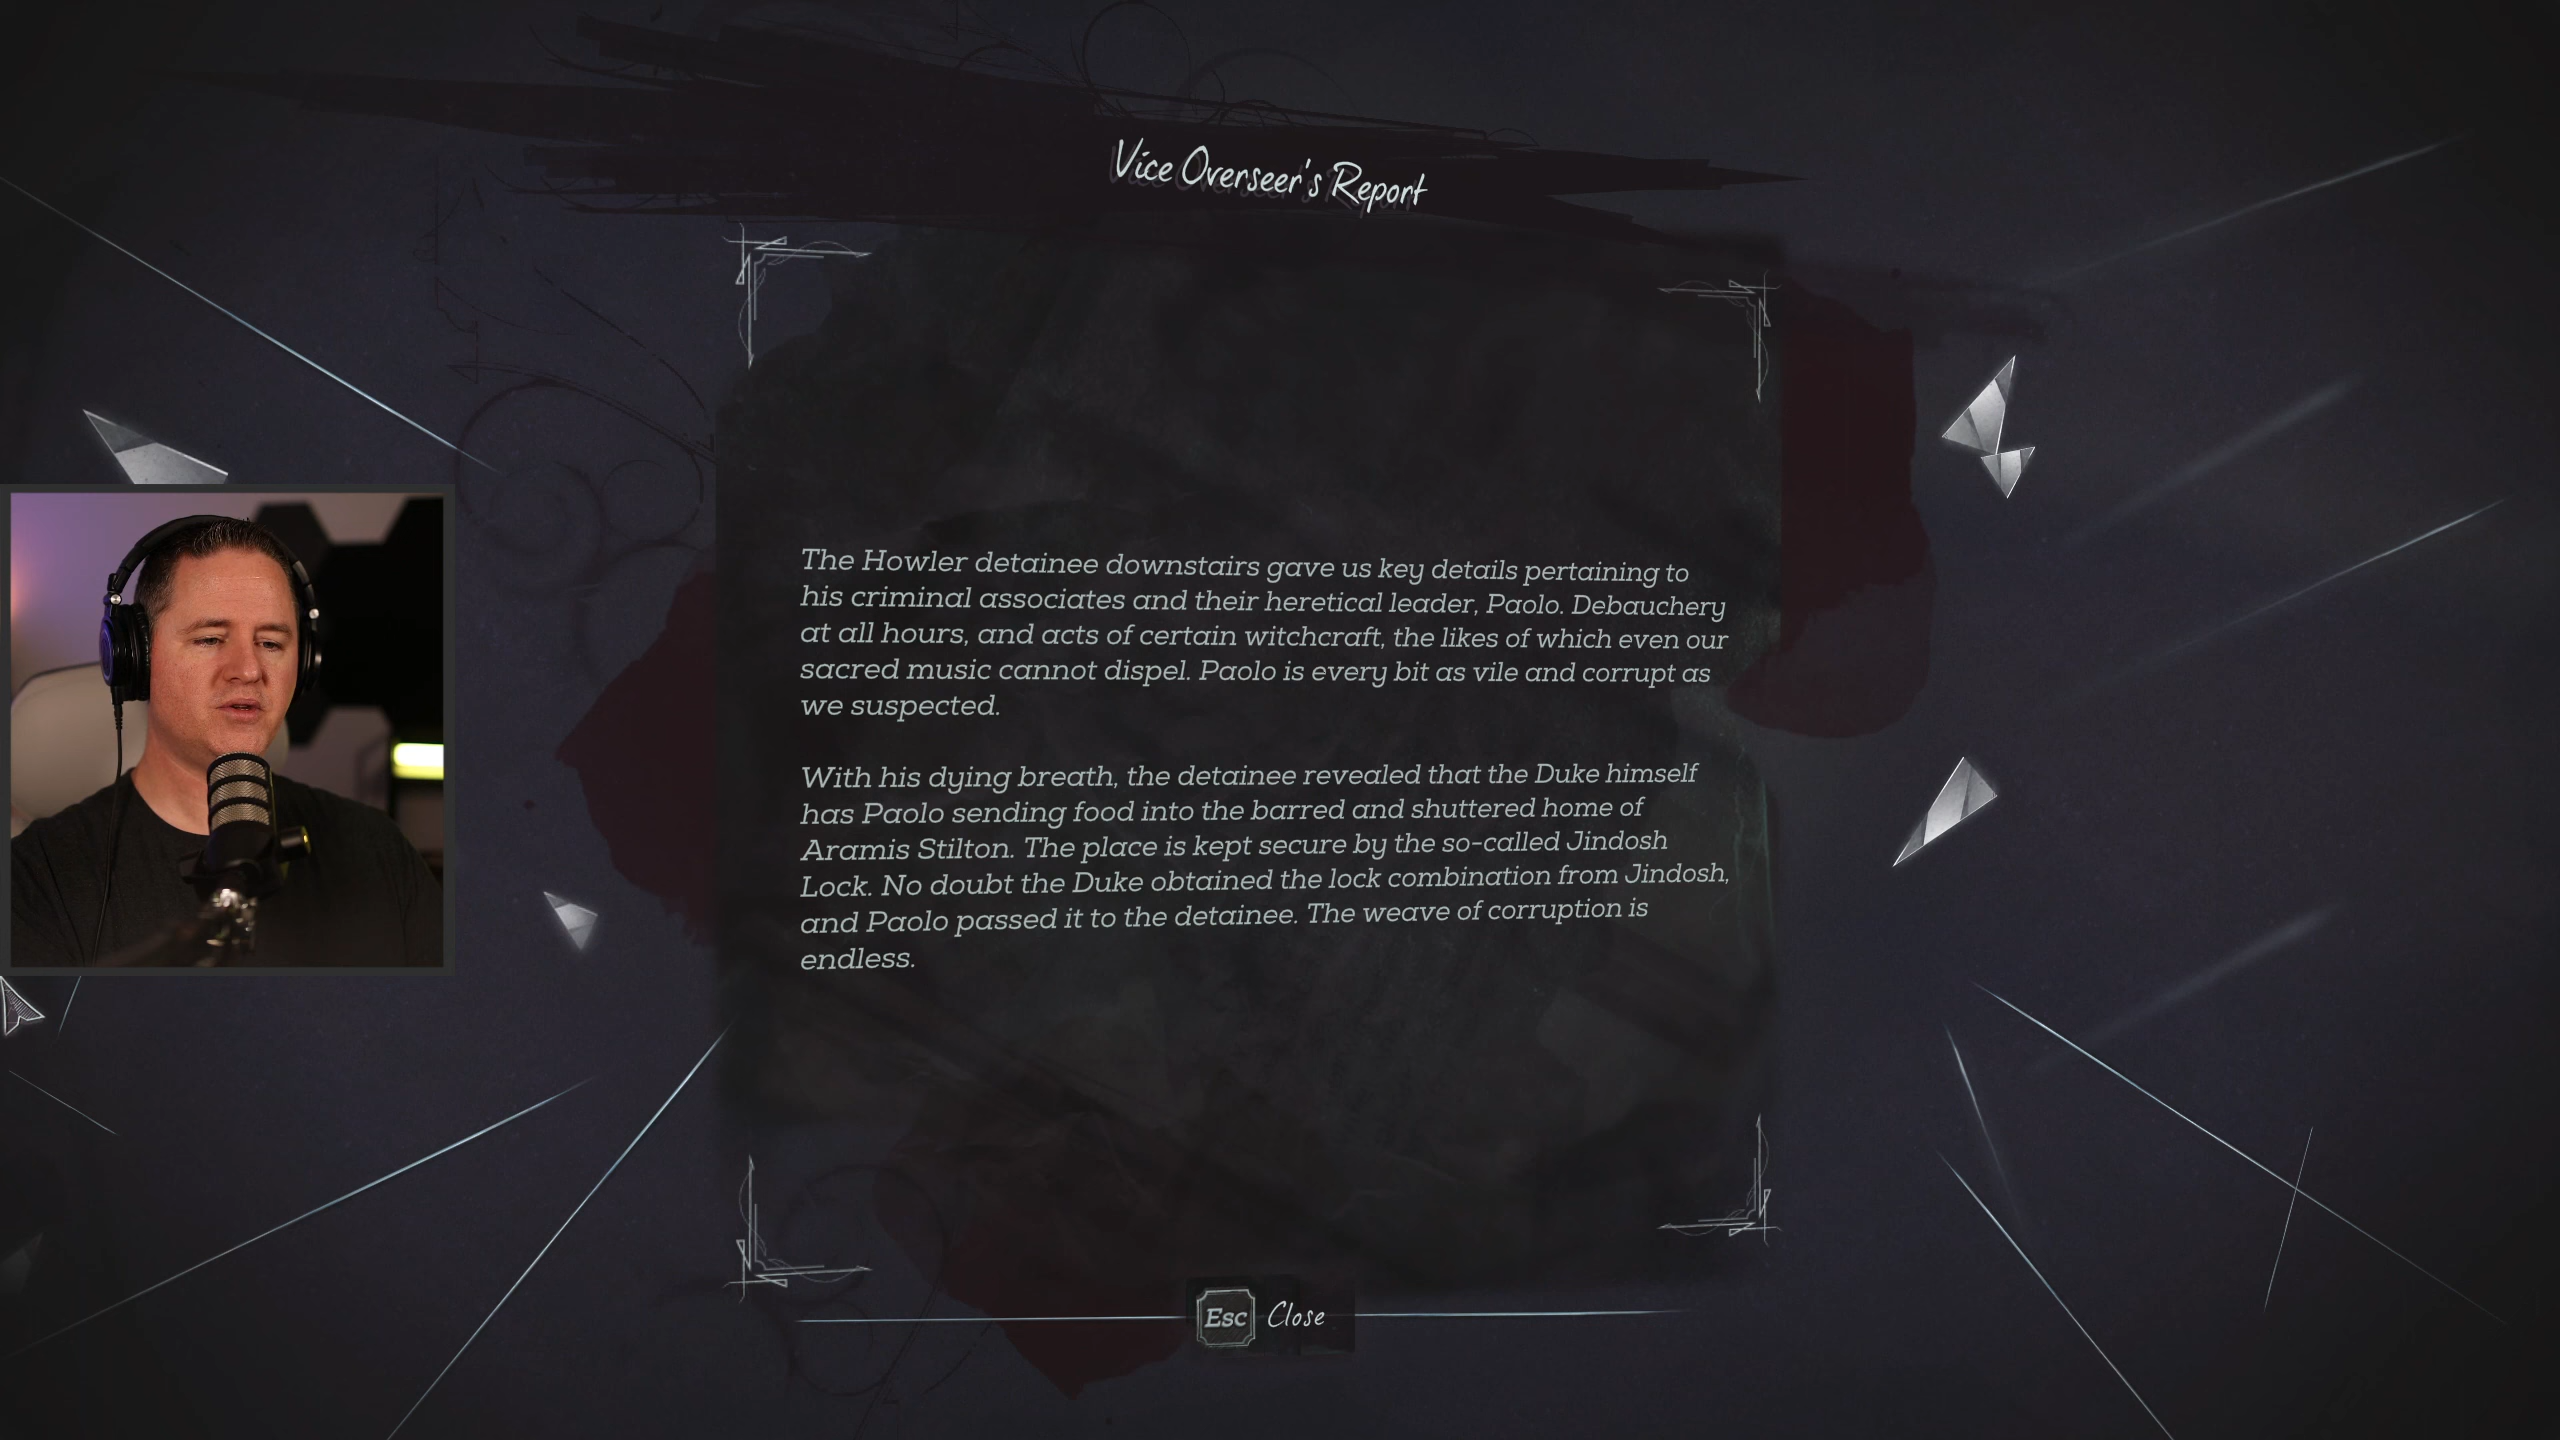 Vice Overseer's Report
The Howler detainee downstairs gave us key details pertaining to
his criminal associates and their heretical leader, Paolo. Debauchery
at all hours, and acts of certain witchcraft, the likes of which even our
sacred music cannot dispel. Paolo is every bit as vile and corrupt as
we suspected.
With his dying breath, the detainee revealed that the Duke himself
has Paolo sending food into the barred and shuttered home of
Aramis Stilton. The place is kept secure by the so-called Jindosh
Lock. No doubt the Duke obtained the lock combination from Jindosh,
and Paolo passed it to the detainee. The weave of corruption is
endless.
Esc Close